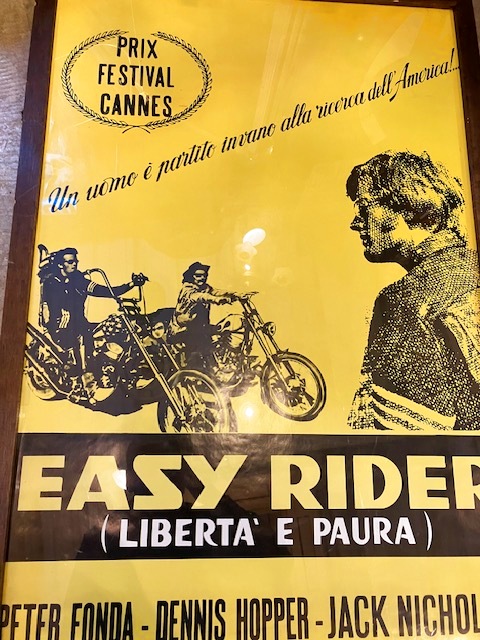 PRIX
FESTIVAL
CANNES
Un uomo è partito invano alla ricerca dell'America!..
EASY RIDER
(LIBERTA' E PAURA)
PETER FONDA - DENNIS HOPPER - JACK NICHOL